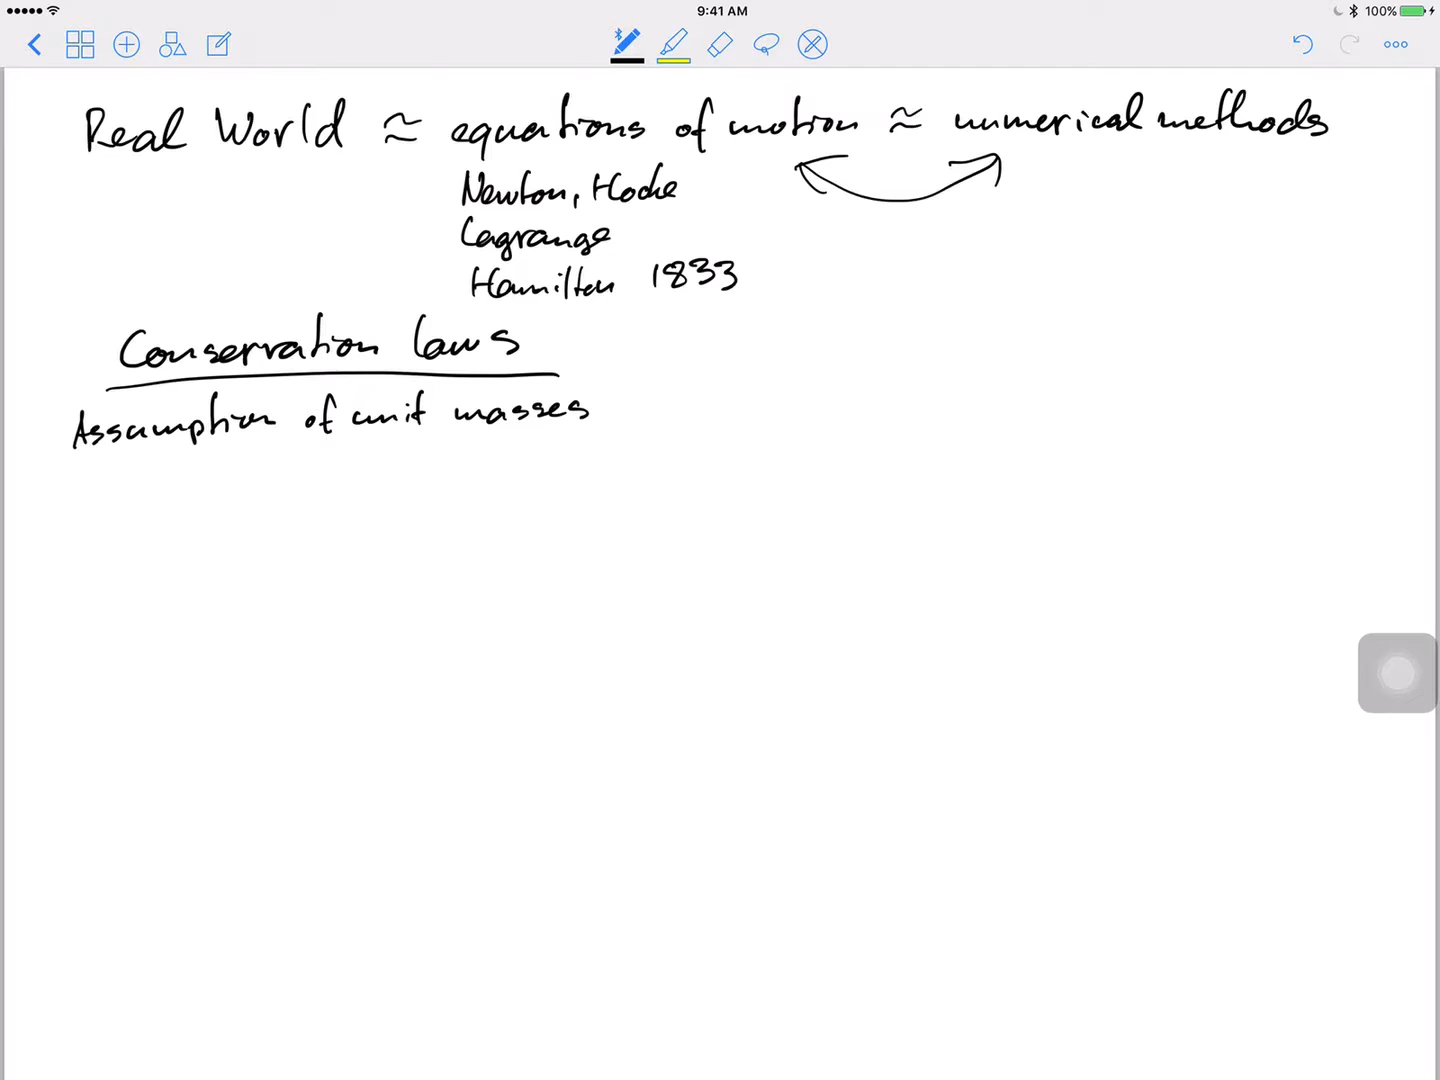 9:41 AM
100%
Real World ≈ equations of motion ≈ numerical methods
Newton, Hooke
Lagrange
Hamilton 1833
Conservation laws
Assumption of unit masses